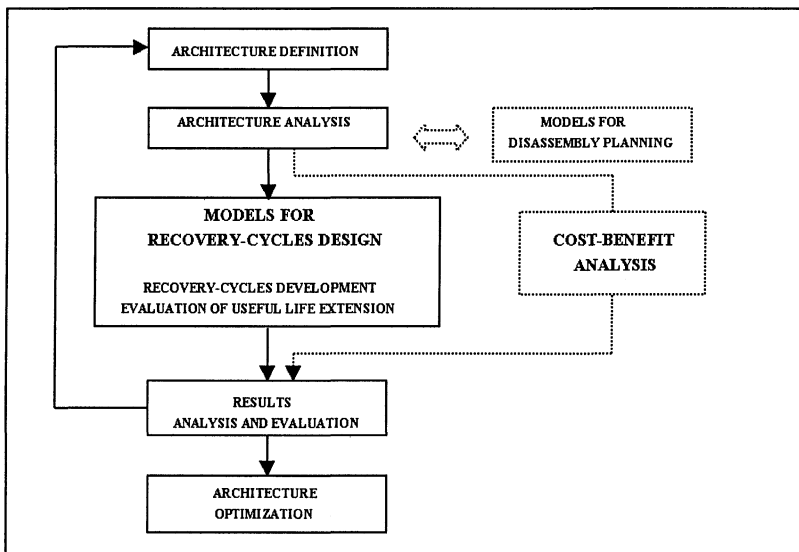 ARCHITECTURE DEFINITION
ARCHITECTURE ANALYSIS
MODELS FOR
DISASSEMBLY PLANNING
MODELS FOR
RECOVERY-CYCLES DESIGN
RECOVERY-CYCLES DEVELOPMENT
EVALUATION OF USEFUL LIFE EXTENSION
COST-BENEFIT
ANALYSIS
RESULTS
ANALYSIS AND EVALUATION
ARCHITECTURE
OPTIMIZATION